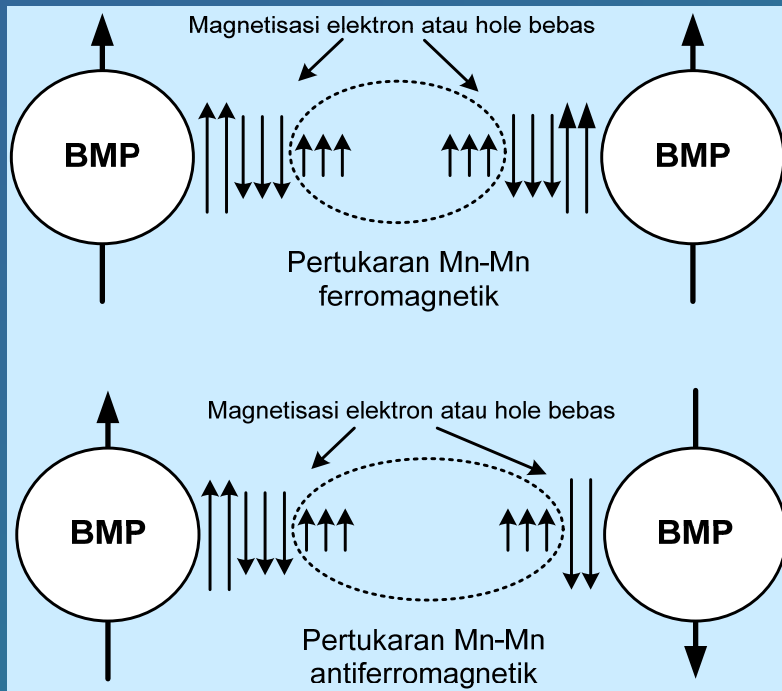 Magnetisasi elektron atau hole bebas
BMP
BMP
Pertukaran Mn-Mn
ferromagnetik
Magnetisasi elektron atau hole bebas
BMP
BMP
Pertukaran Mn-Mn
antiferromagnetik